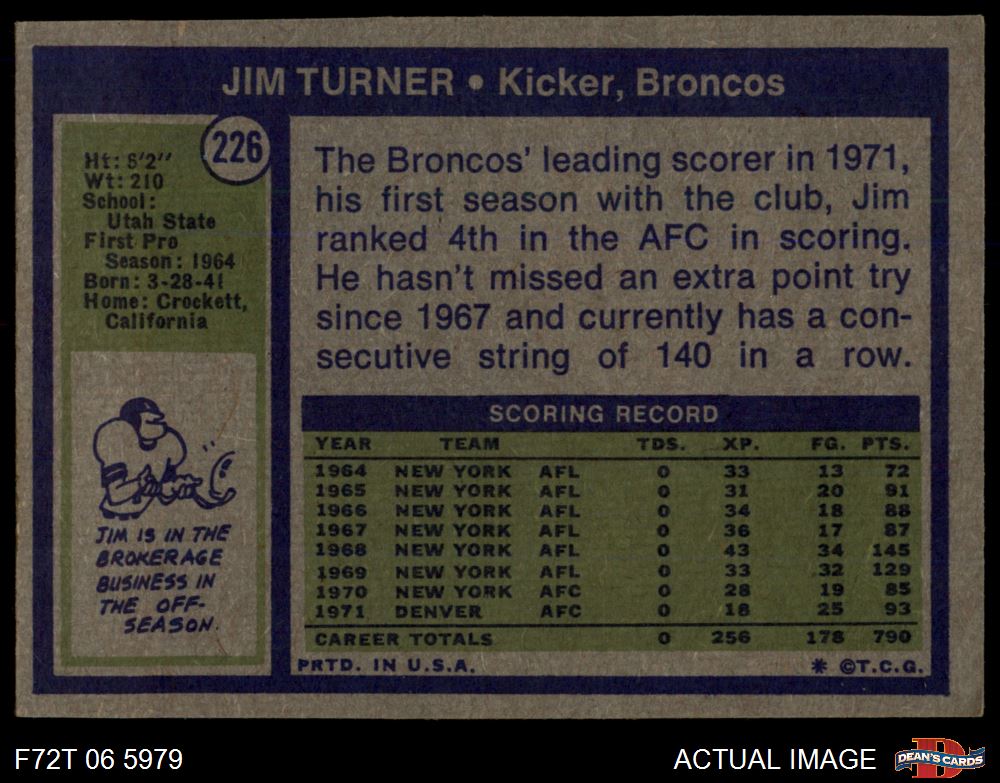 JIM TURNER • Kicker, Broncos
226
Ht: 6'2"
Wt: 210
School:
Utah State
First Pro
Season: 1964
Born: 3-28-41
Home: Crockett,
California
JIM IS IN THE
BROKERAGE
BUSINESS IN
THE OFF-
SEASON.
The Broncos' leading scorer in 1971,
his first season with the club, Jim
ranked 4th in the AFC in scoring.
He hasn't missed an extra point try
since 1967 and currently has a con-
secutive string of 140 in a row.
SCORING RECORD
YEAR TEAM TDS. XP. FG. PTS.
1964 NEW YORK AFL 0 33 13 72
1965 NEW YORK AFL 0 31 20 91
1966 NEW YORK AFL 0 34 18 88
1967 NEW YORK AFL 0 36 17 87
1968 NEW YORK AFL 0 43 34 145
1969 NEW YORK AFL 0 33 32 129
1970 NEW YORK AFC 0 28 19 85
1971 DENVER AFC 0 18 25 93
CAREER TOTALS 0 256 178 790
PRTD. IN U.S.A. * ©T.C.G.
F72T 06 5979 ACTUAL IMAGE
D
DEAN'S CARDS